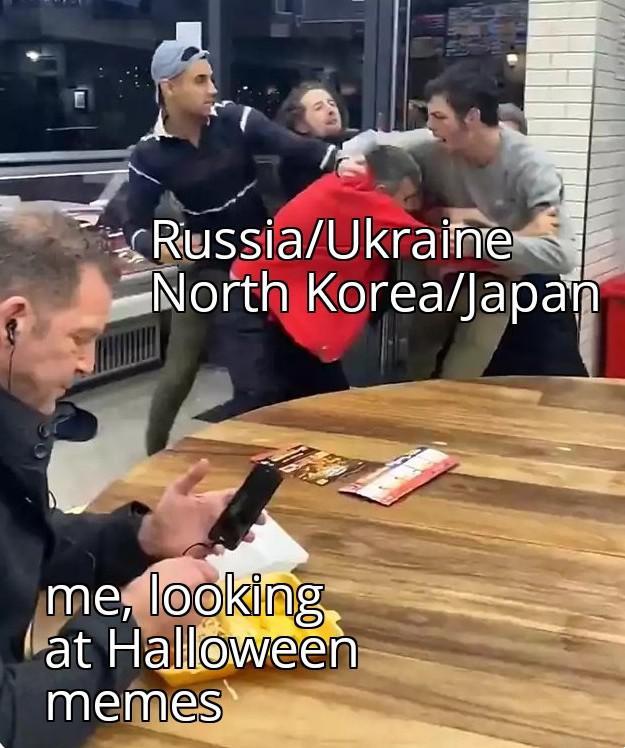 Russia/Ukraine
North Korea/Japan
me, looking
at Halloween
memes